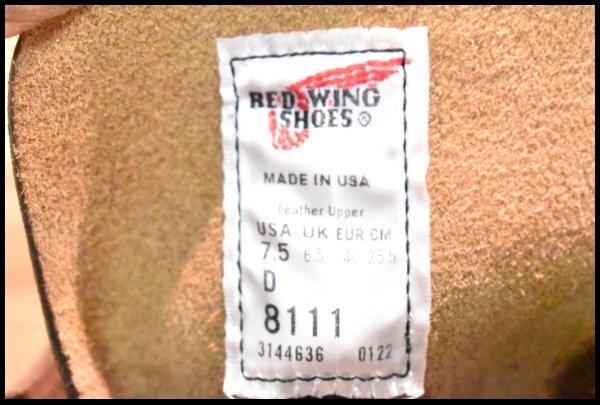 RED WING
SHOES®
MADE IN USA
Leather Upper
USA UK EUR CM
7.5 6.5 40 25.5
D
8111
3144636 0122